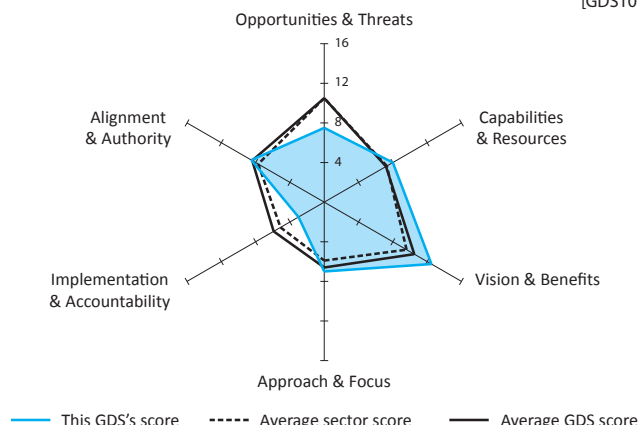 [GDS10
Opportunities & Threats
16
12
8
4
Alignment
& Authority
Capabilities
& Resources
Implementation
& Accountability
Vision & Benefits
Approach & Focus
This GDS's score
Average sector score
Average GDS score